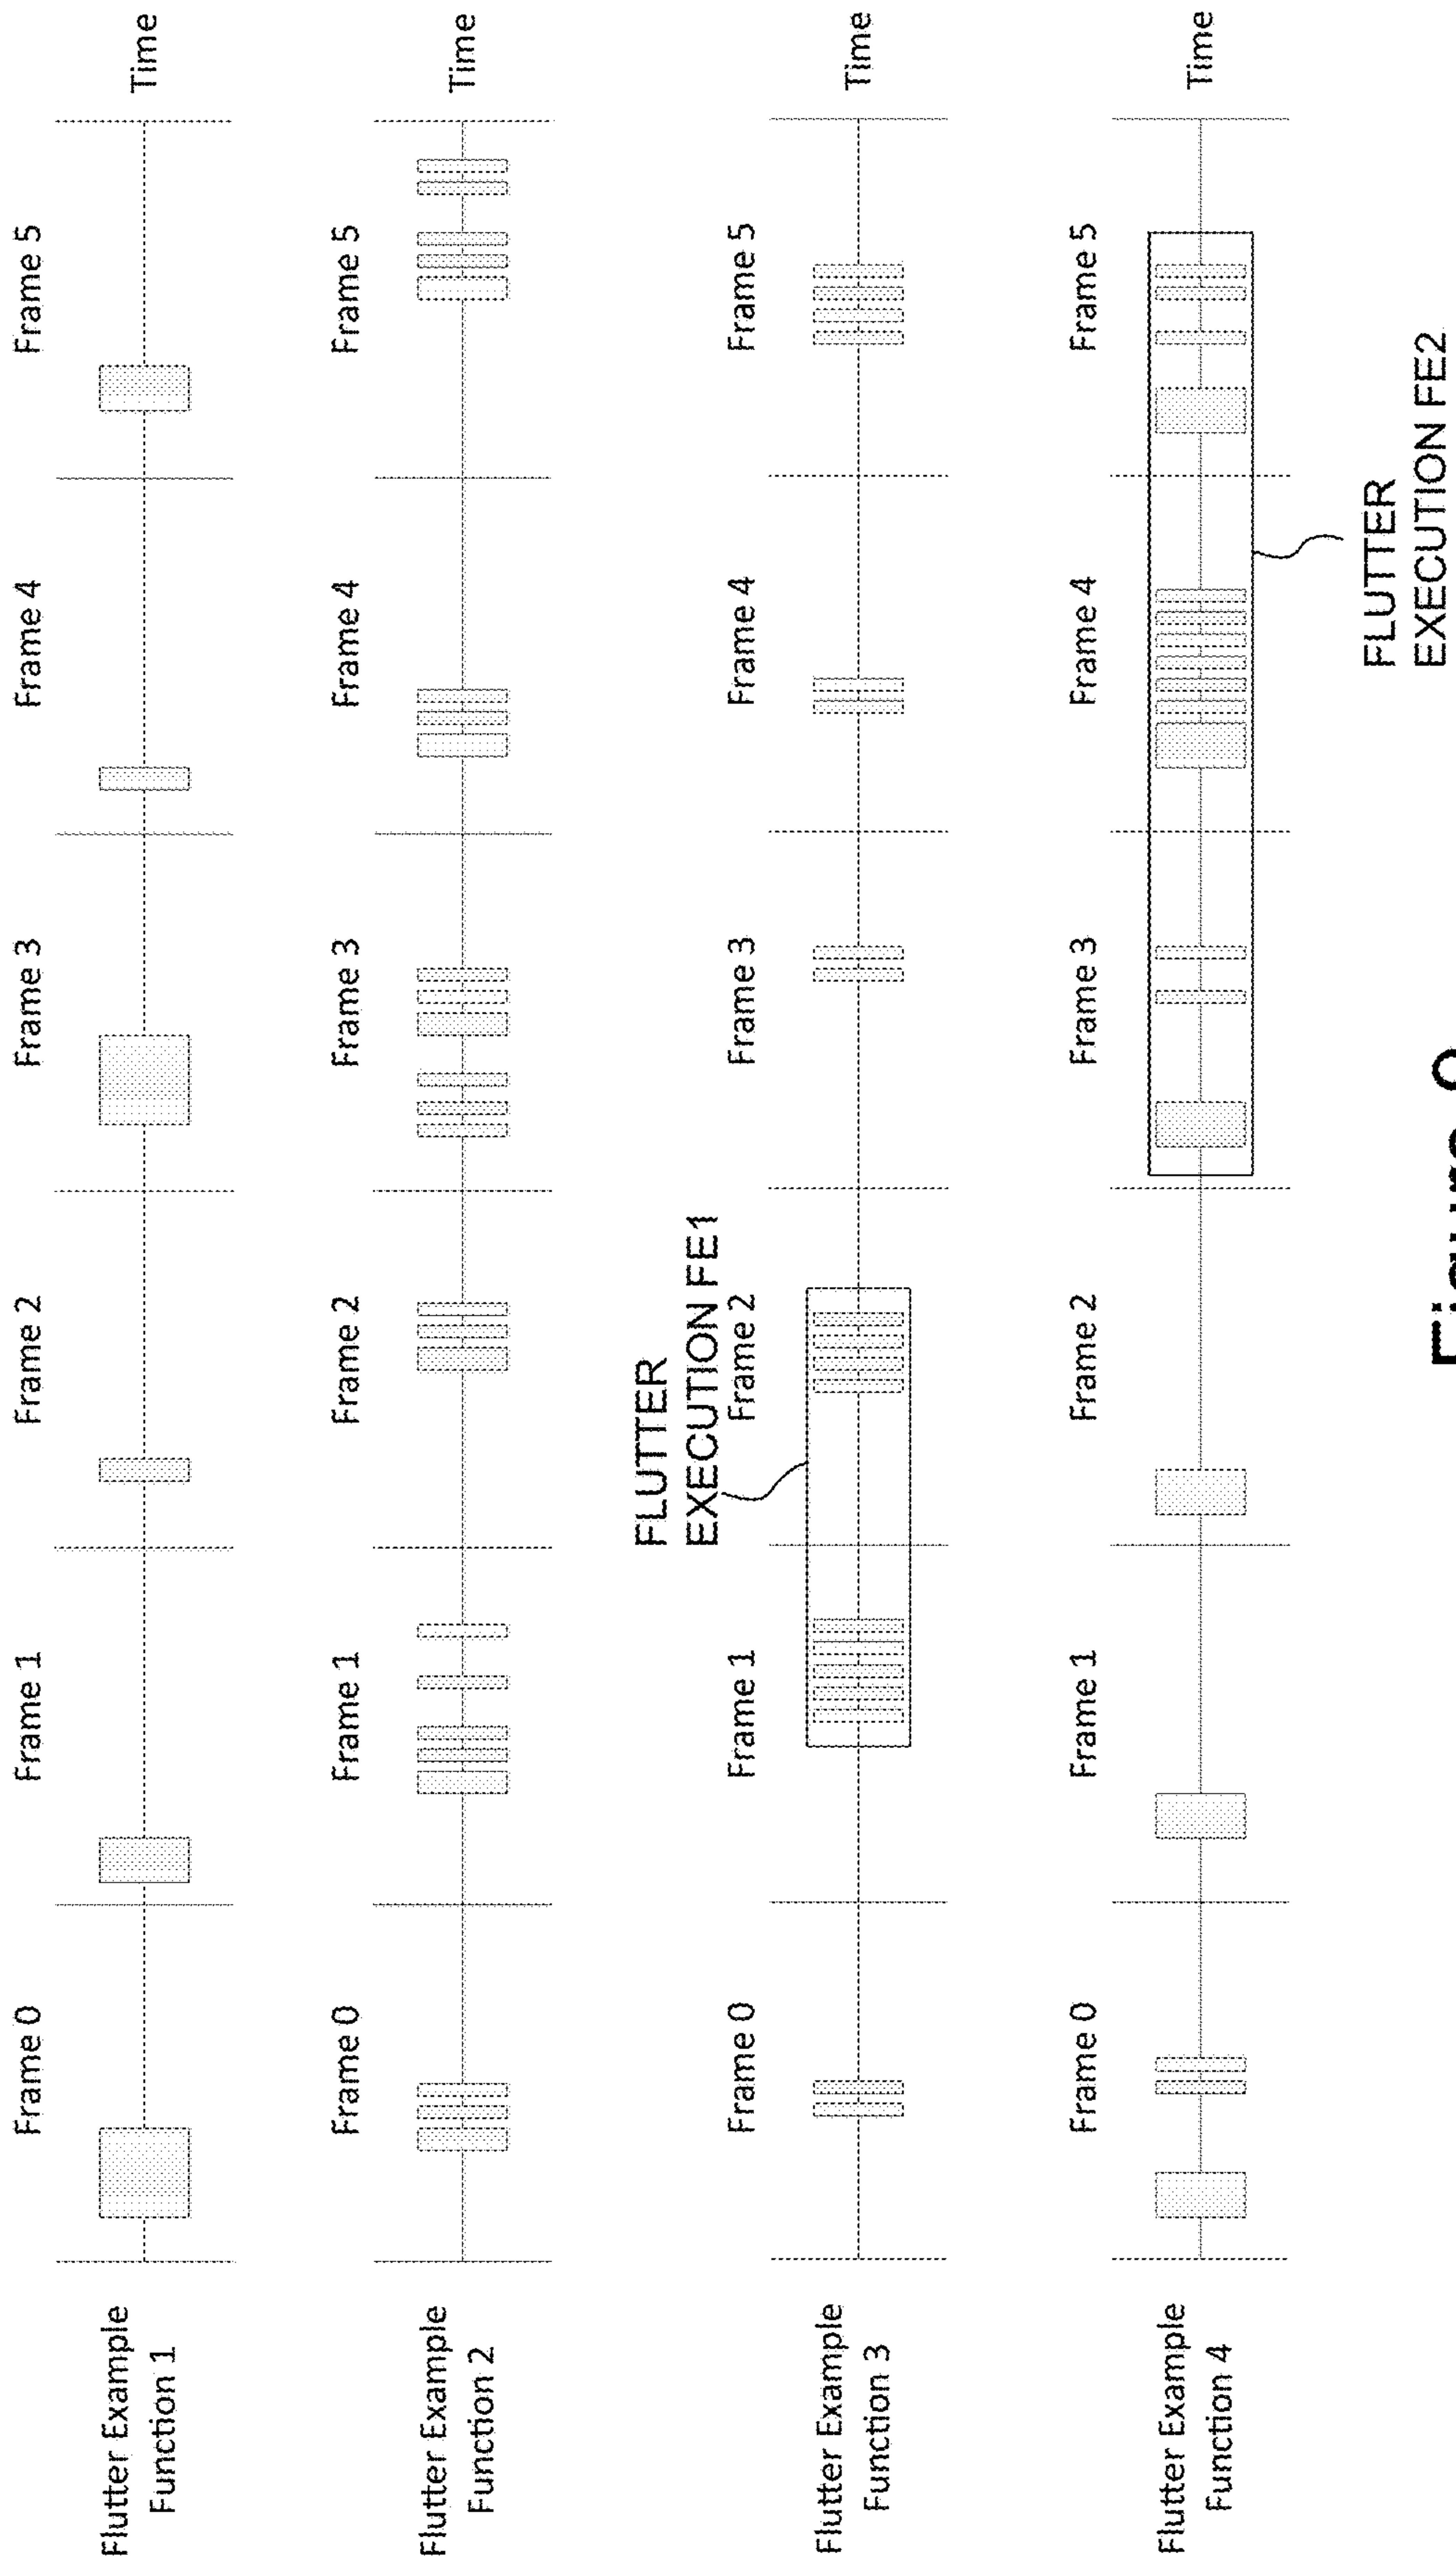 Frame 0 Frame 1 Frame 2 Frame 3 Frame 4 Frame 5
Flutter Example
Function 1
Time
Frame 0 Frame 1 Frame 2 Frame 3 Frame 4 Frame 5
Flutter Example
Function 2
Time
FLUTTER
EXECUTION FE1
Frame 0 Frame 1 Frame 2 Frame 3 Frame 4 Frame 5
Flutter Example
Function 3
Time
Frame 0 Frame 1 Frame 2 Frame 3 Frame 4 Frame 5
Flutter Example
Function 4
Time
FLUTTER
EXECUTION FE2